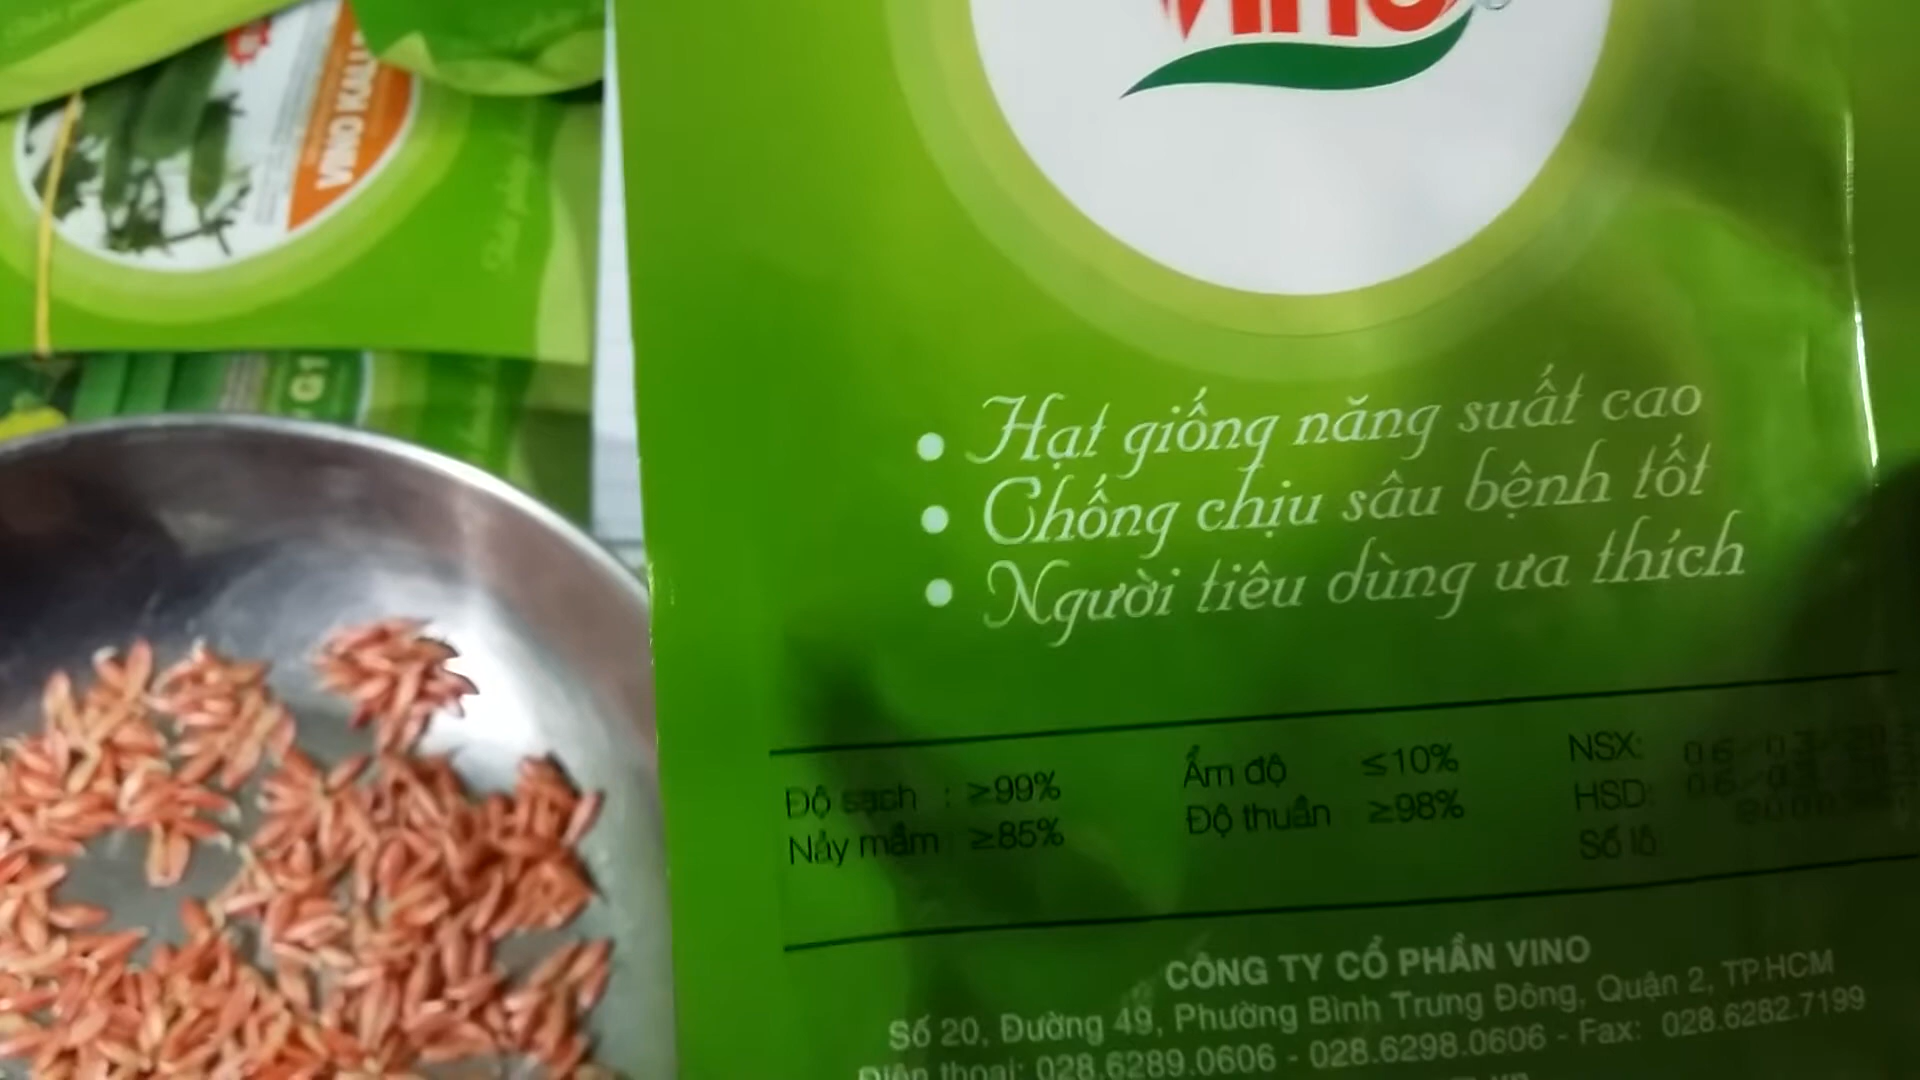 VINO
VINO
G1
• Hạt giống năng suất cao
• Chống chịu sâu bệnh tốt
• Người tiêu dùng ưa thích
Độ sạch : ≥99% Ẩm độ ≤10% NSX:
Nảy mầm ≥85% Độ thuần ≥98% HSD:
Số lô
CÔNG TY CỔ PHẦN VINO
Số 20, Đường 49, Phường Bình Trưng Đông, Quận 2, TP.HCM
Điện thoại: 028.6289.0606 - 028.6298.0606 - Fax: 028.6282.7199